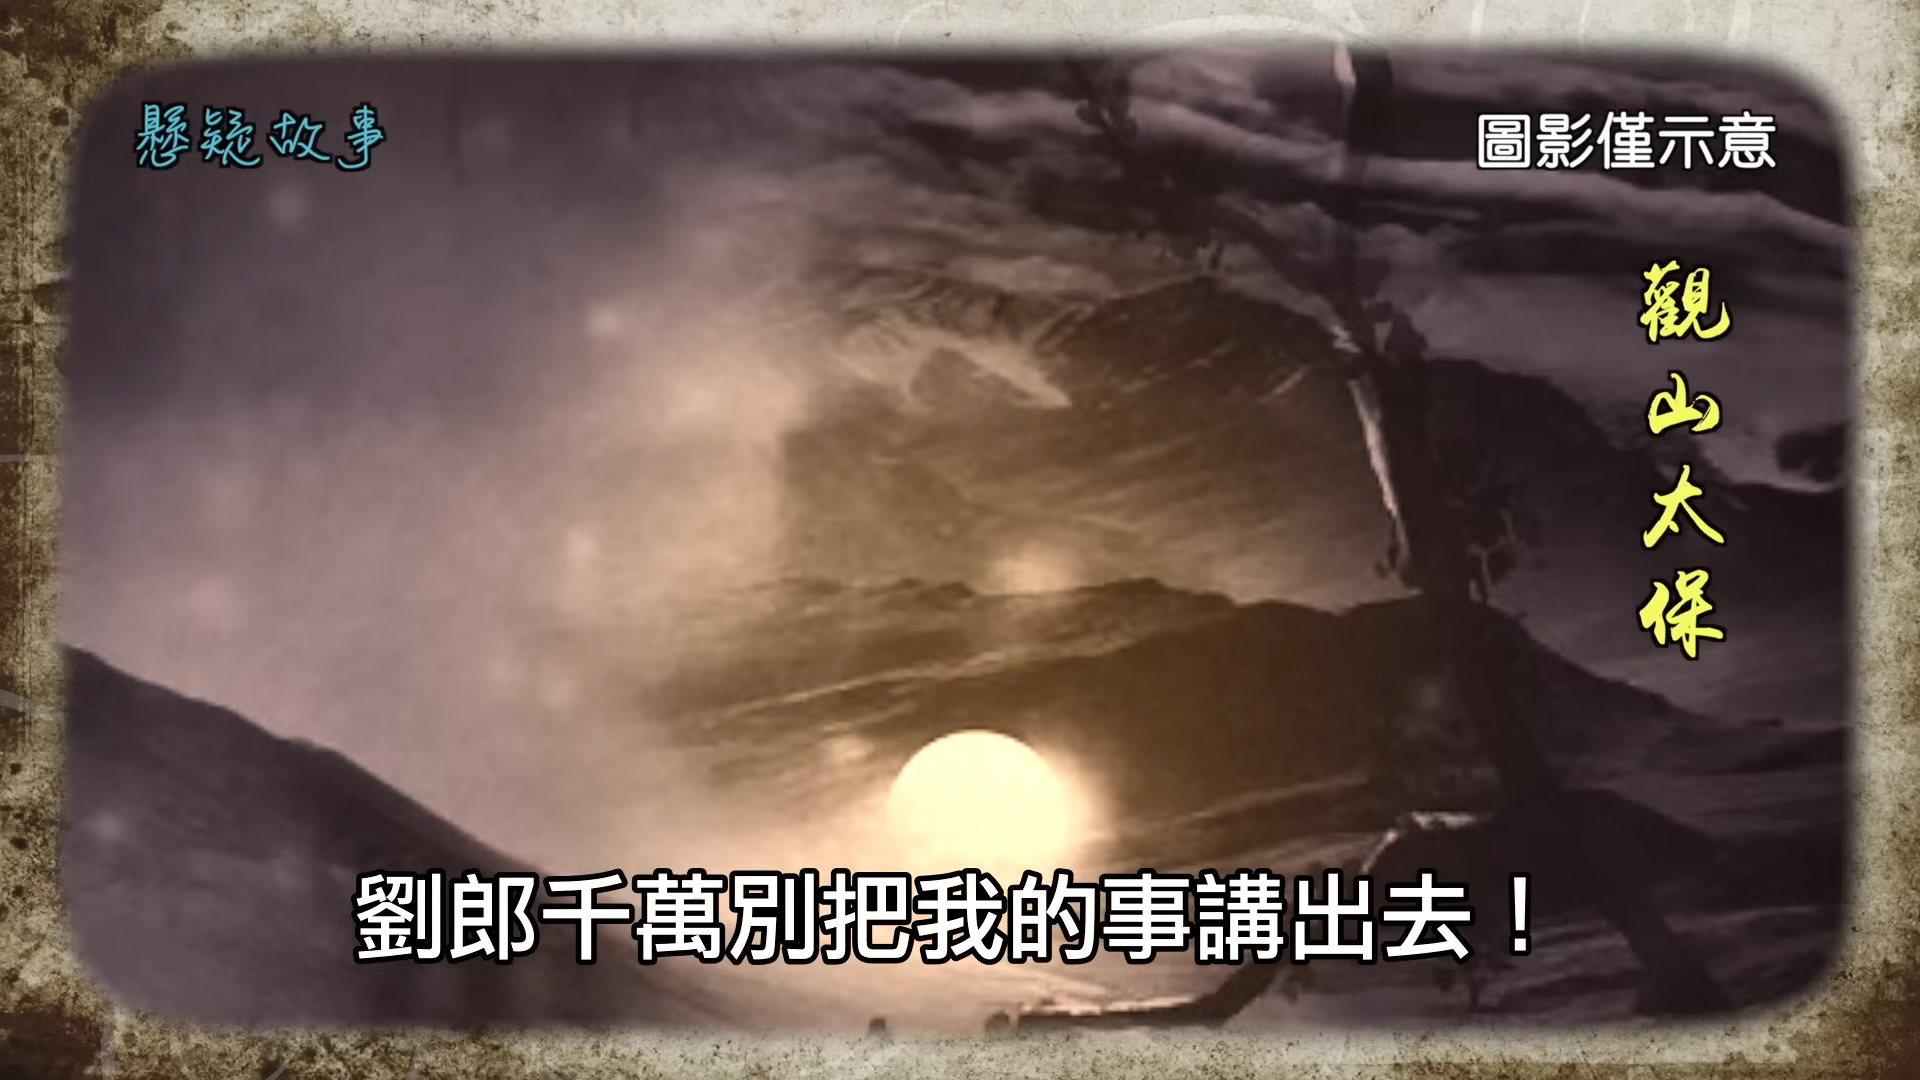 懸疑故事
圖影僅示意
觀山太保
劉郎千萬別把我的事講出去！